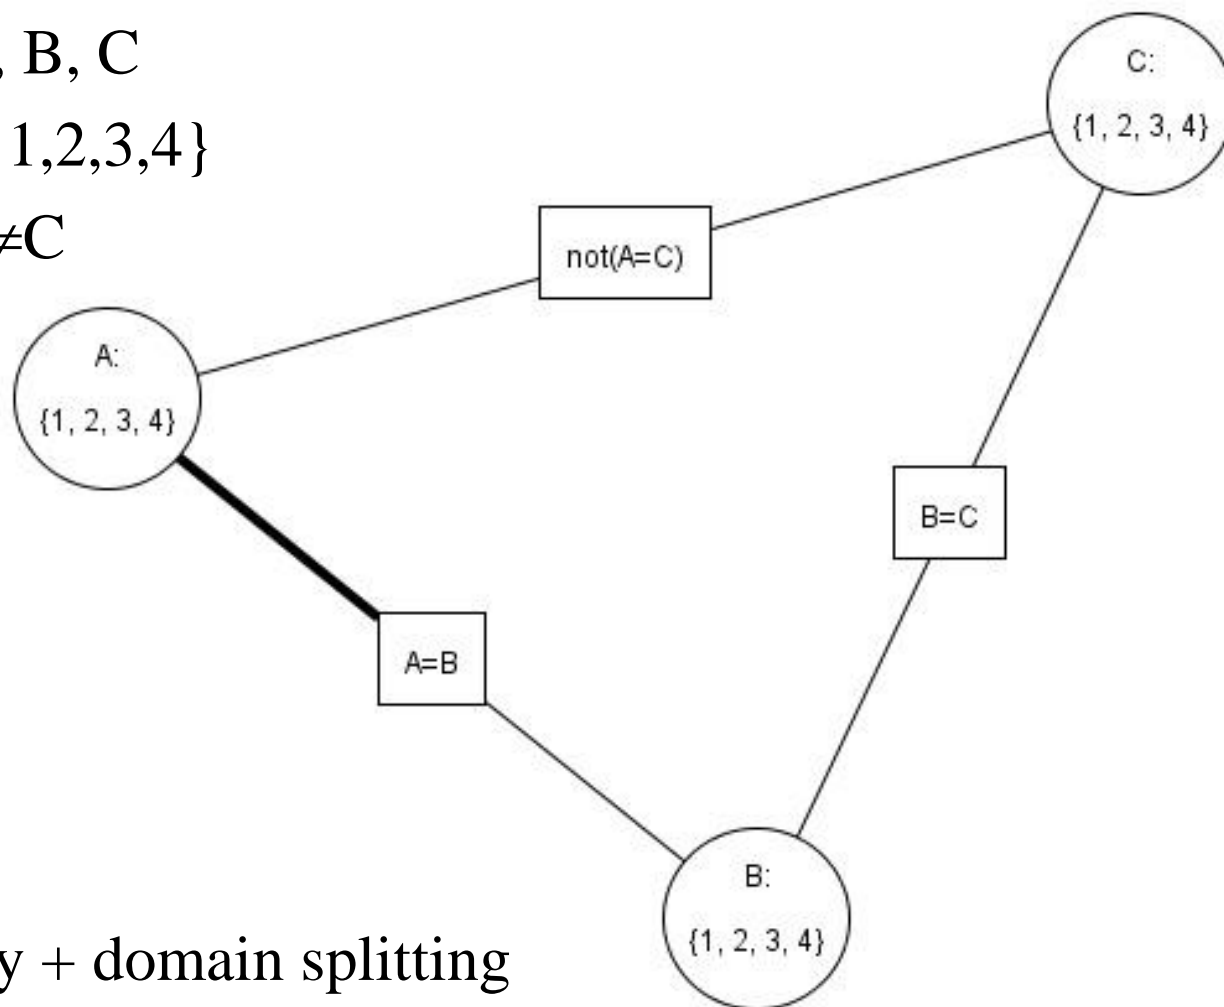 , B, C
1,2,3,4}
≠C
C:
{1, 2, 3, 4}
not(A=C)
A:
{1, 2, 3, 4}
B=C
A=B
B:
{1, 2, 3, 4}
y + domain splitting